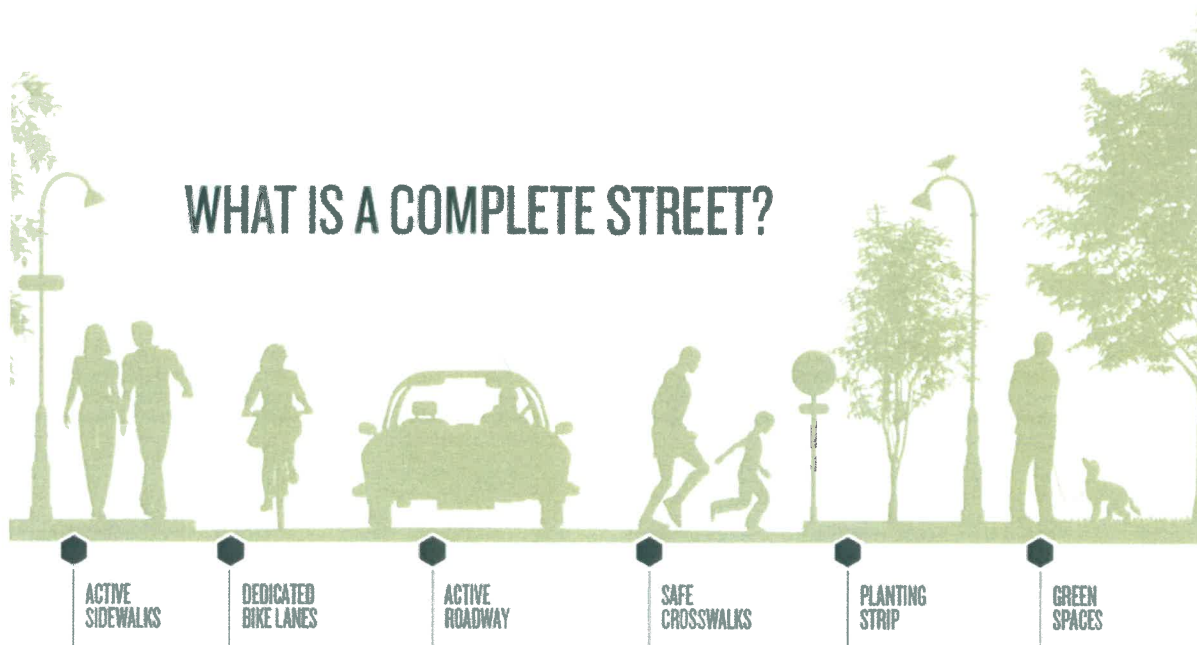 WHAT IS A COMPLETE STREET?
ACTIVE
SIDEWALKS
DEDICATED
BIKE LANES
ACTIVE
ROADWAY
SAFE
CROSSWALKS
PLANTING
STRIP
GREEN
SPACES